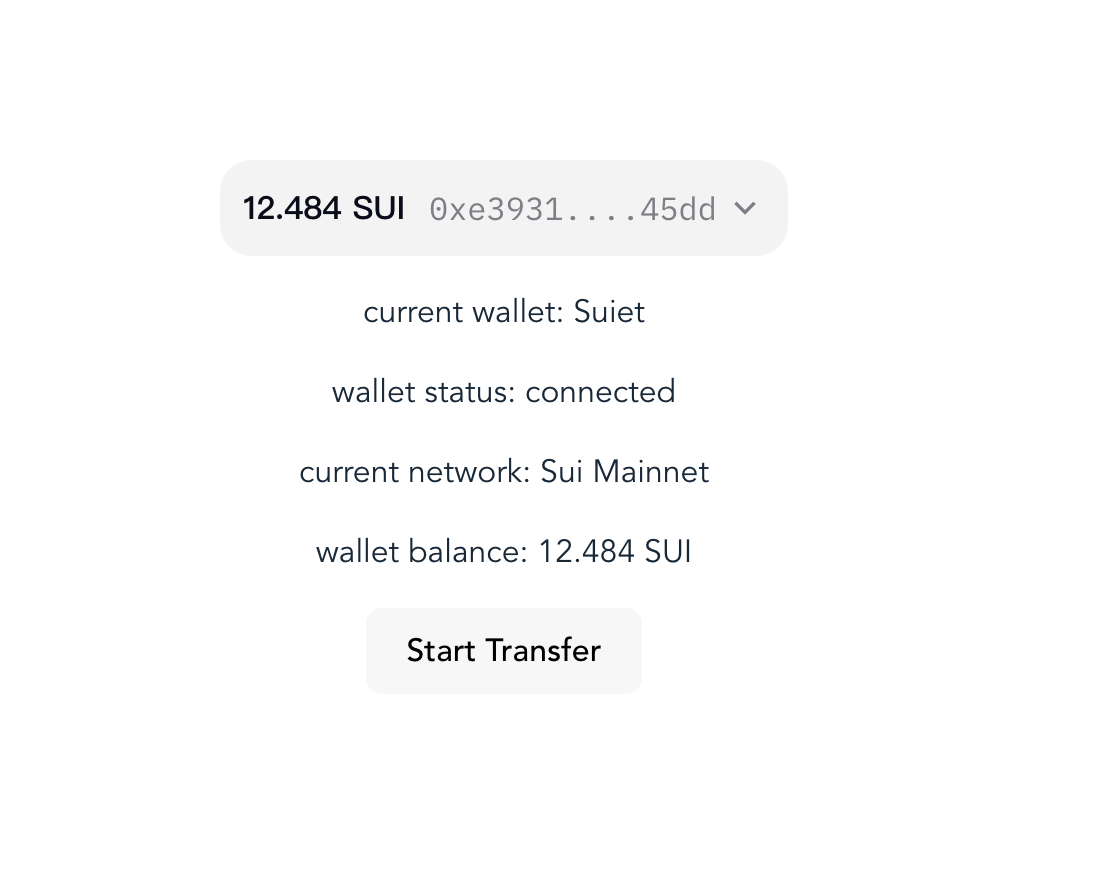 12.484 SUI 0xe3931....45dd
current wallet: Suiet
wallet status: connected
current network: Sui Mainnet
wallet balance: 12.484 SUI
Start Transfer